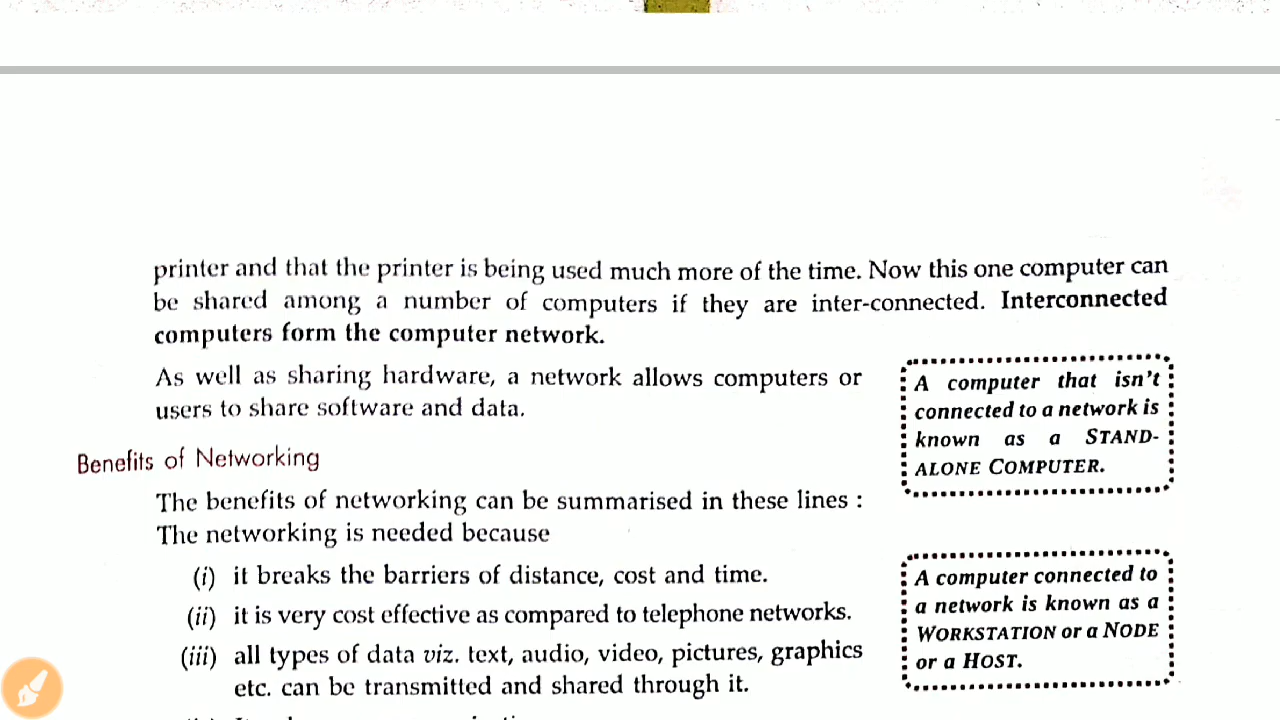 printer and that the printer is being used much more of the time. Now this one computer can
be shared among a number of computers if they are inter-connected. Interconnected
computers form the computer network.
As well as sharing hardware, a network allows computers or
users to share software and data.
A computer that isn't
connected to a network is
known as a STAND-
ALONE COMPUTER.
Benefits of Networking
The benefits of networking can be summarised in these lines :
The networking is needed because
(i) it breaks the barriers of distance, cost and time.
(ii) it is very cost effective as compared to telephone networks.
(iii) all types of data viz. text, audio, video, pictures, graphics
etc. can be transmitted and shared through it.
A computer connected to
a network is known as a
WORKSTATION or a NODE
or a HOST.